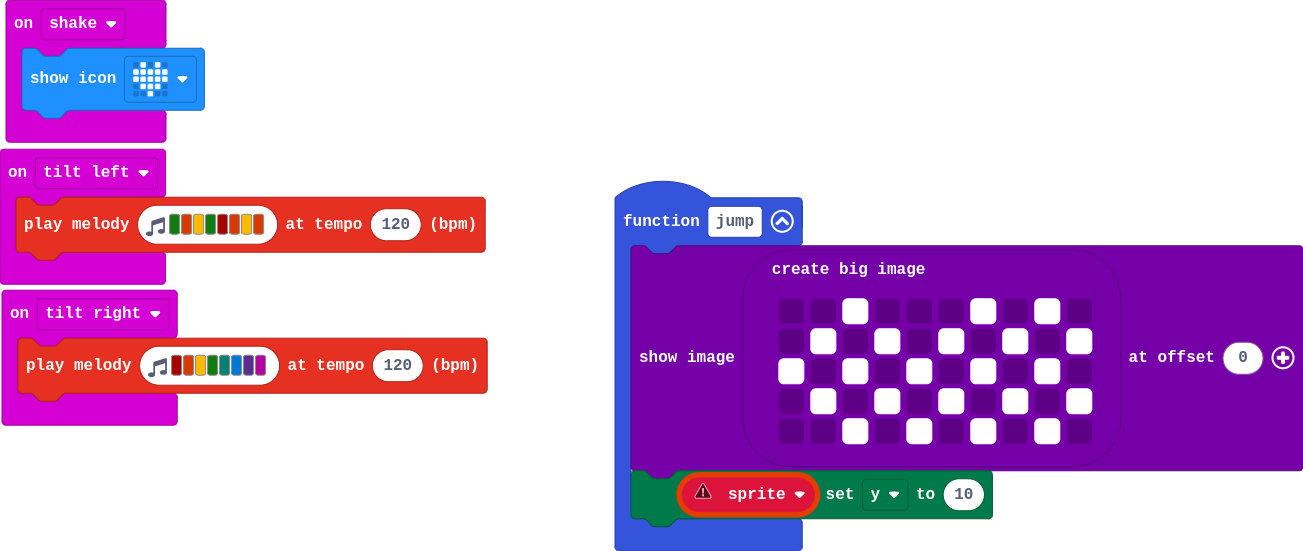 on shake
show icon
on tilt left
play melody at tempo 120 (bpm)
on tilt right
play melody at tempo 120 (bpm)
function jump
create big image
show image at offset 0
sprite set y to 10